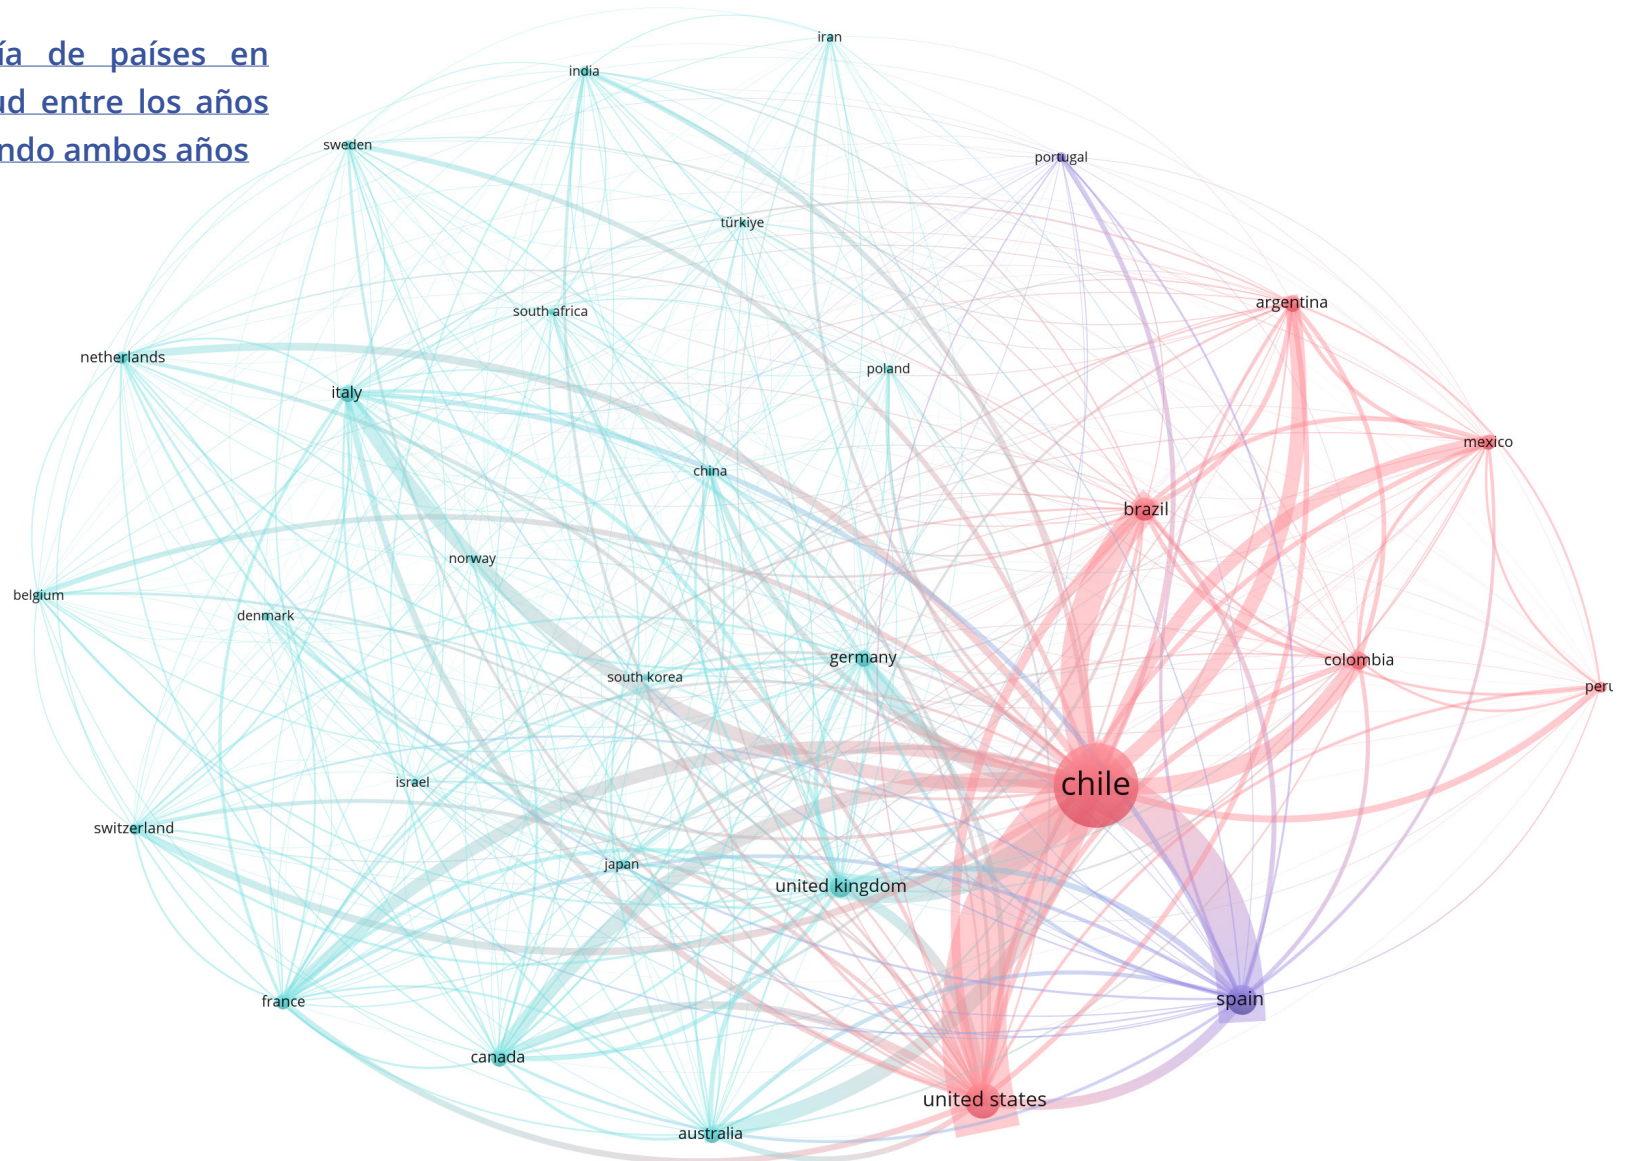 ía de países en
ud entre los años
ndo ambos años
iran
india
sweden
portugal
türkiye
argentina
south africa
netherlands
poland
italy
mexico
china
brazil
norway
belgium
denmark
germany
colombia
south korea
peru
israel
chile
switzerland
japan
united kingdom
spain
france
canada
united states
australia